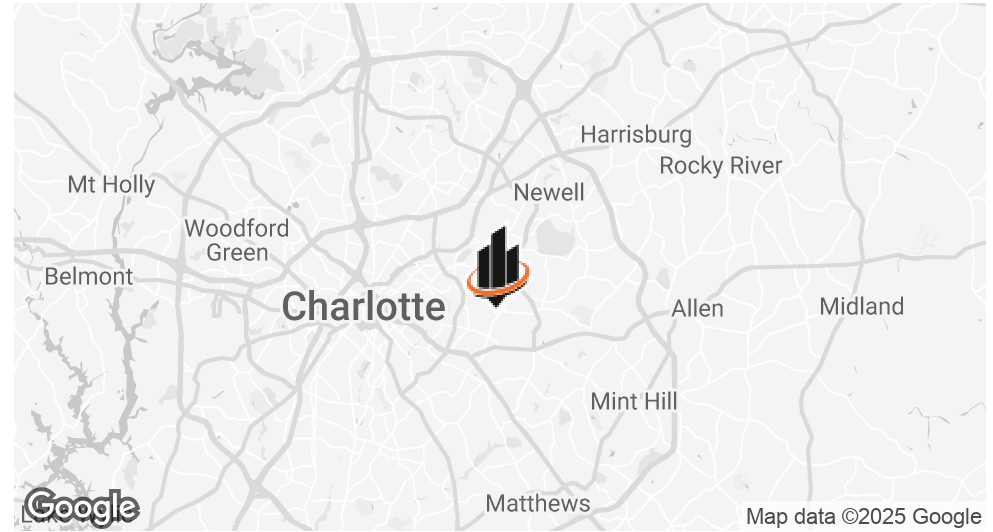 Harrisburg
Rocky River
Mt Holly
Newell
Woodford
Green
Belmont
Charlotte
Allen
Midland
Mint Hill
Matthews
Google
Map data ©2025 Google